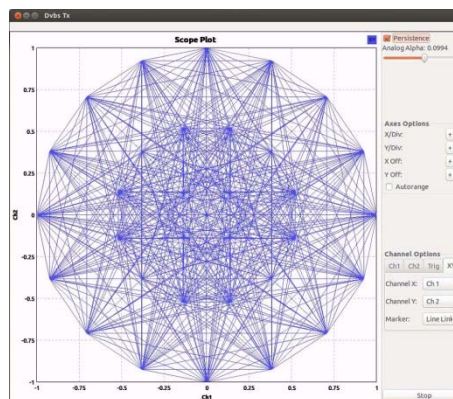 Dvbs Tx
Scope Plot
Persistence
Analog Alpha: 0.0994
1
0.75
0.5
0.25
0
-0.25
-0.5
-0.75
-1
Ch2
-1
-0.75
-0.5
-0.25
0
0.25
0.5
0.75
1
Ch1
Axes Options
X/Div: +
Y/Div: +
X Off: +
Y Off: +
Autorange
Channel Options
Ch1 Ch2 Trig XY
Channel X: Ch 1
Channel Y: Ch 2
Marker: Line Link
Stop